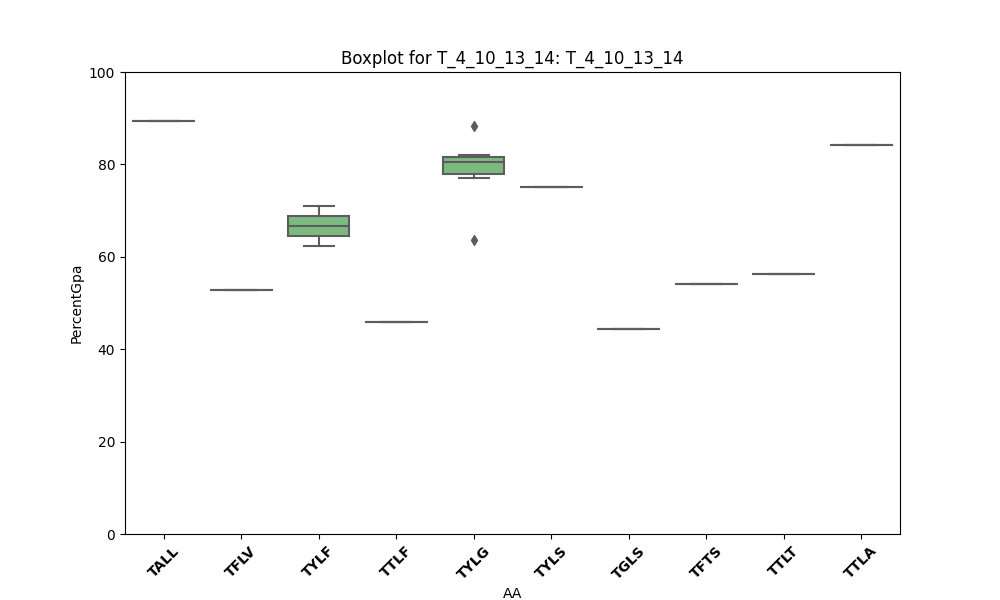 Boxplot for T_4_10_13_14: T_4_10_13_14
100
80
60
40
20
0
PercentGpa
TALL
TFLV
TYLF
TTLF
TYLG
TYLS
TGLS
TFTS
TTLT
TTLA
AA